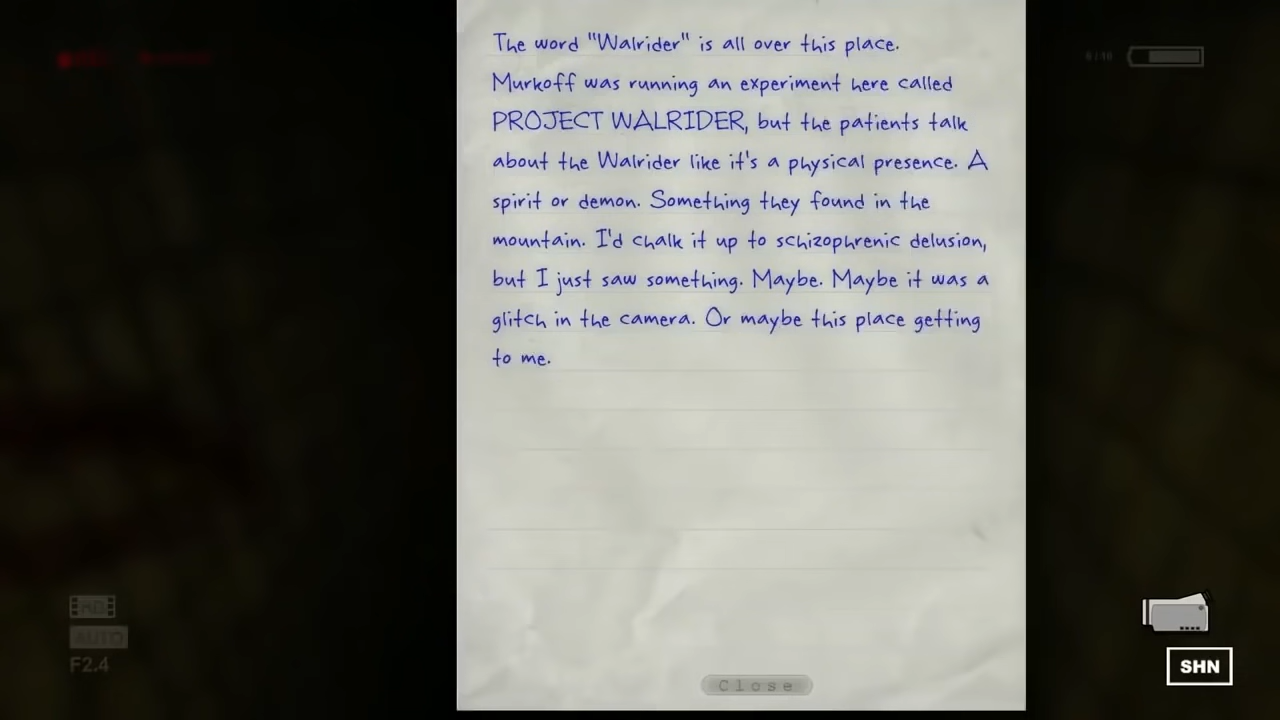 The word "Walrider" is all over this place.
Murkoff was running an experiment here called
PROJECT WALRIDER, but the patients talk
about the Walrider like it's a physical presence. A
spirit or demon. Something they found in the
mountain. I'd chalk it up to schizophrenic delusion,
but I just saw something. Maybe. Maybe it was a
glitch in the camera. Or maybe this place getting
to me.
HD
AUTO
F2.4
Close
SHN